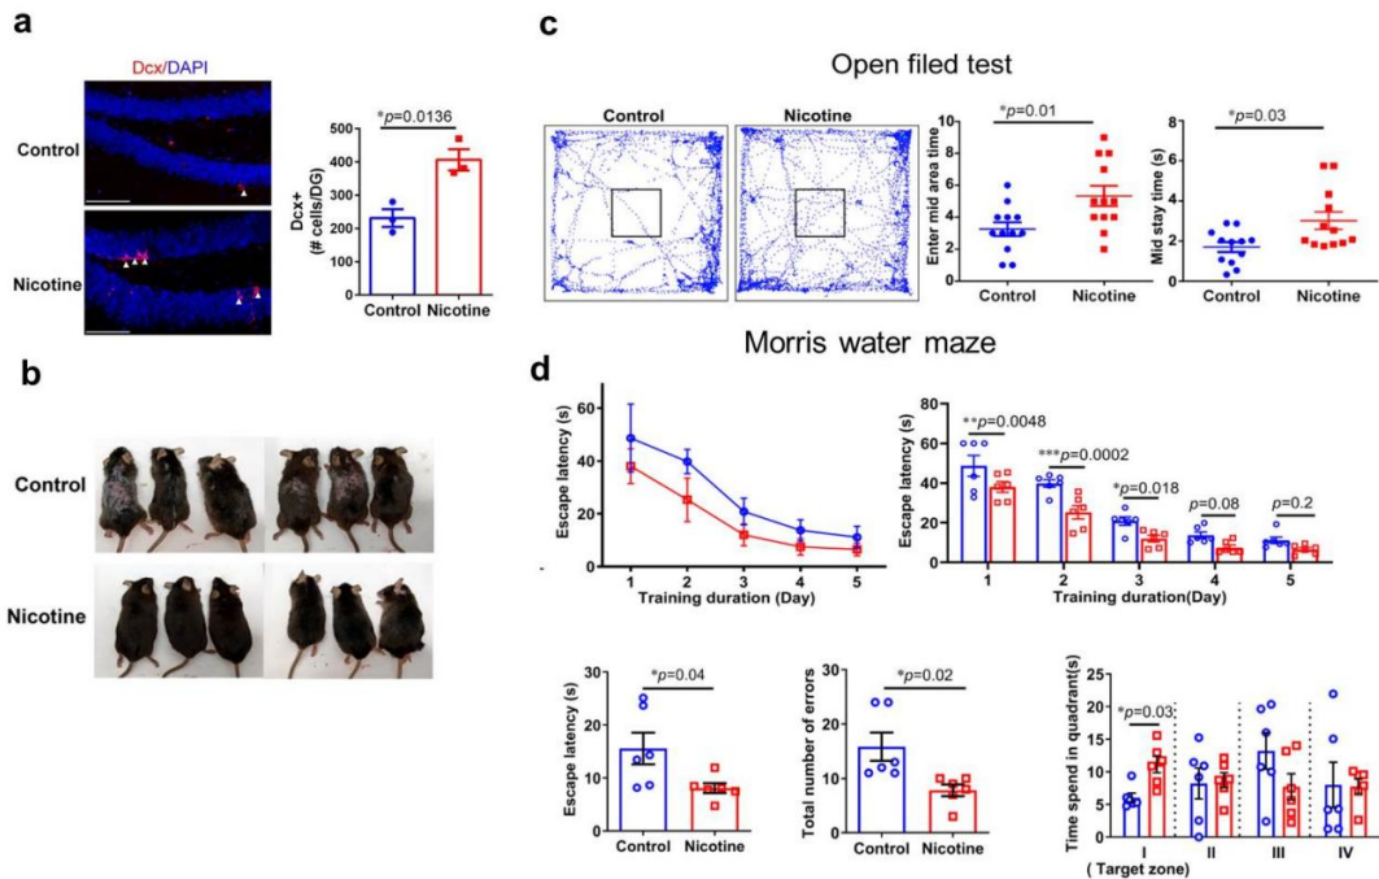 a
Dcx/DAPI
Control
Nicotine
*p=0.0136
500
400
300
200
100
0
Dcx+
(# cells/DG)
Control Nicotine
b
Control
Nicotine
c
Open filed test
Control
Nicotine
*p=0.01
10
8
6
4
2
0
Enter mid area time
Control
Nicotine
*p=0.03
8
6
4
2
0
Mid stay time (s)
Control
Nicotine
Morris water maze
d
60
40
20
0
Escape latency (s)
1 2 3 4 5
Training duration (Day)
80
60
40
20
0
Escape latency (s)
**p=0.0048
***p=0.0002
*p=0.018
p=0.08
p=0.2
1 2 3 4 5
Training duration(Day)
30
20
10
0
Escape latency (s)
*p=0.04
Control Nicotine
30
20
10
0
Total number of errors
*p=0.02
Control Nicotine
25
20
15
10
5
0
Time spend in quadrant(s)
*p=0.03
I II III IV
( Target zone)